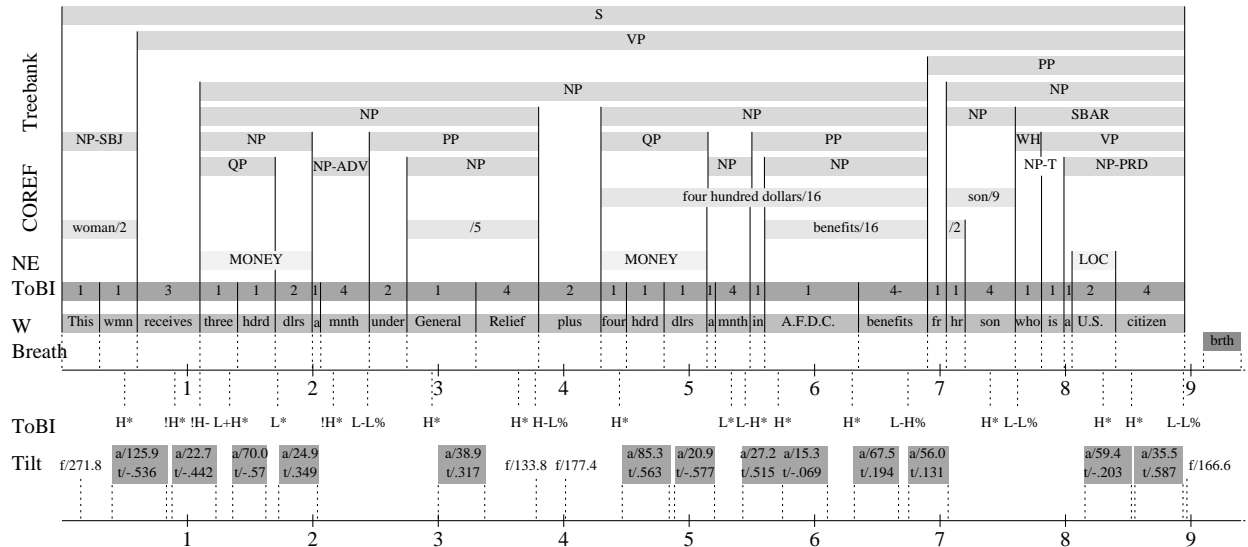 S
VP
PP
NP NP
NP NP NP SBAR
Treebank
NP-SBJ NP PP QP PP WH VP
QP NP-ADV NP NP NP NP-T NP-PRD
COREF
four hundred dollars/16 son/9
woman/2 /5 benefits/16 /2
NE MONEY MONEY LOC
ToBI 1 1 3 1 1 2 1 4 2 1 4 2 1 1 1 1 4 1 1 4- 1 1 4 1 1 1 2 4
W This wmn receives three hdrd dlrs a mnth under General Relief plus four hdrd dlrs a mnth in A.F.D.C. benefits fr hr son who is a U.S. citizen
Breath brth
1 2 3 4 5 6 7 8 9
ToBI H* !H* !H- L+H* L* !H* L-L% H* H* H-L% H* L* L-H* H* H* L-H% H* L-L% H* H* L-L%
a/125.9 a/22.7 a/70.0 a/24.9 a/38.9 a/85.3 a/20.9 a/27.2 a/15.3 a/67.5 a/56.0 a/59.4 a/35.5
Tilt f/271.8 f/133.8 f/177.4 f/166.6
t/-.536 t/-.442 t/-.57 t/.349 t/.317 t/.563 t/-.577 t/.515 t/-.069 t/.194 t/.131 t/-.203 t/.587
1 2 3 4 5 6 7 8 9